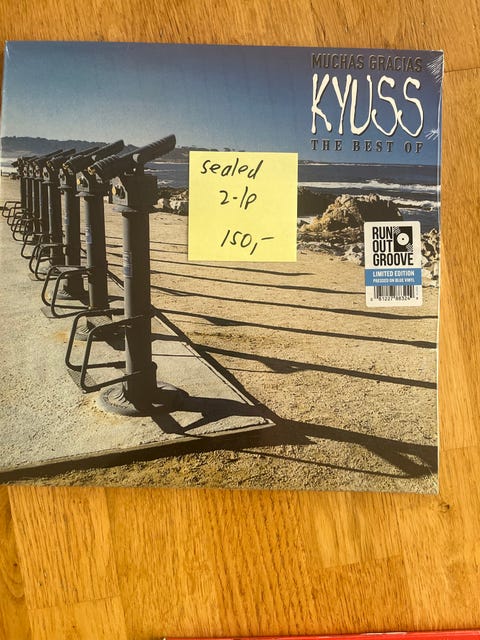 MUCHAS GRACIAS
KYUSS
THE BEST OF
sealed
2-lp
150,-
RUN
OUT
GROOVE
LIMITED EDITION
PRESSED ON BLUE VINYL